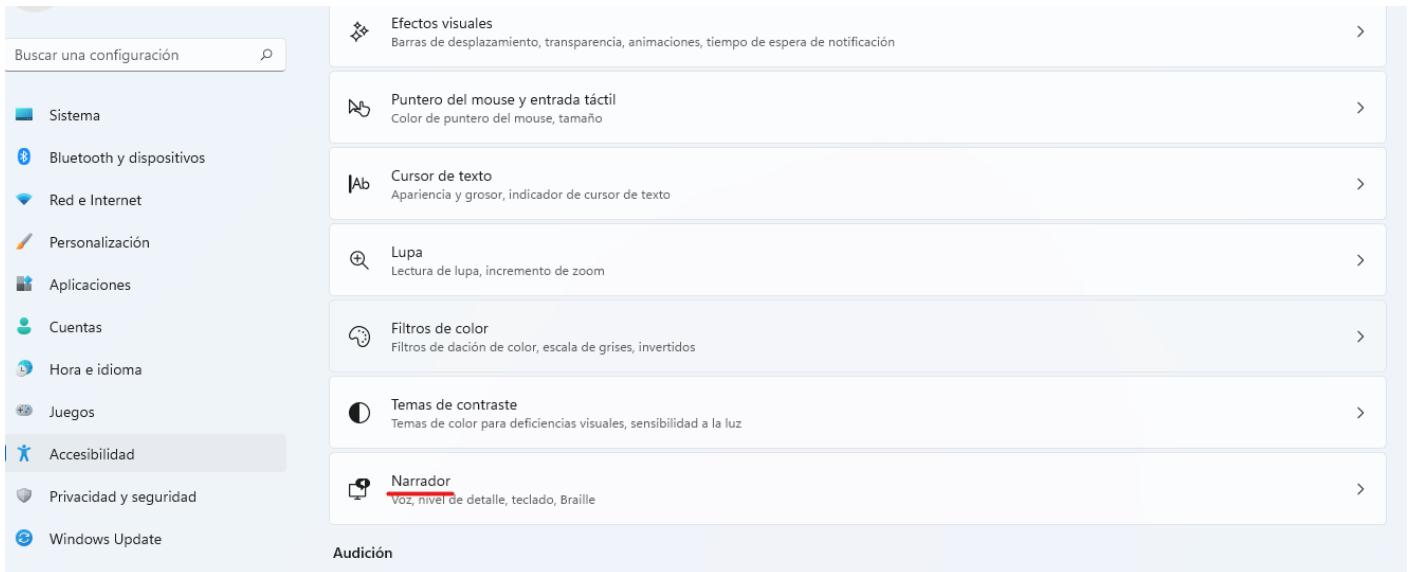 Buscar una configuración
Sistema
Bluetooth y dispositivos
Red e Internet
Personalización
Aplicaciones
Cuentas
Hora e idioma
Juegos
Accesibilidad
Privacidad y seguridad
Windows Update
Efectos visuales
Barras de desplazamiento, transparencia, animaciones, tiempo de espera de notificación
Puntero del mouse y entrada táctil
Color de puntero del mouse, tamaño
Ab
Cursor de texto
Apariencia y grosor, indicador de cursor de texto
Lupa
Lectura de lupa, incremento de zoom
Filtros de color
Filtros de dación de color, escala de grises, invertidos
Temas de contraste
Temas de color para deficiencias visuales, sensibilidad a la luz
Narrador
Voz, nivel de detalle, teclado, Braille
Audición